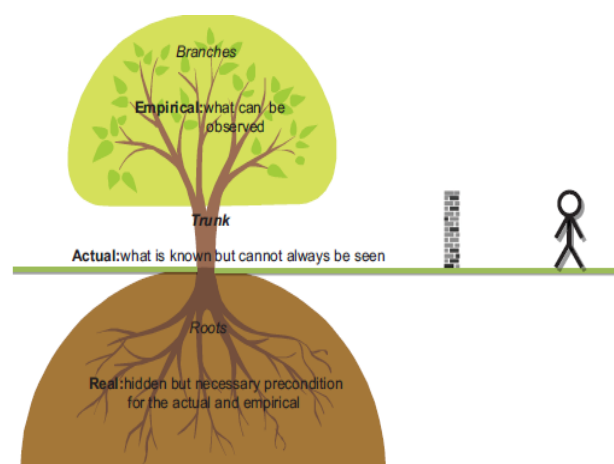 Branches
Empirical:what can be
observed
Trunk
Actual:what is known but cannot always be seen
Roots
Real:hidden but necessary precondition
for the actual and empirical